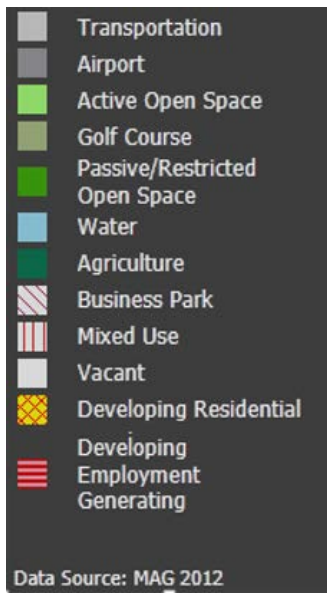 Transportation
Airport
Active Open Space
Golf Course
Passive/Restricted
Open Space
Water
Agriculture
Business Park
Mixed Use
Vacant
Developing Residential
Developing
Employment
Generating
Data Source: MAG 2012